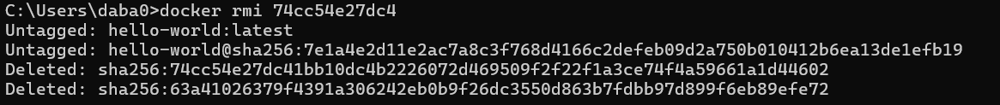 C:\Users\daba0>docker rmi 74cc54e27dc4
Untagged: hello-world:latest
Untagged: hello-world@sha256:7e1a4e2d11e2ac7a8c3f768d4166c2defeb09d2a750b010412b6ea13de1efb19
Deleted: sha256:74cc54e27dc41bb10dc4b2226072d469509f2f22f1a3ce74f4a59661a1d44602
Deleted: sha256:63a41026379f4391a306242eb0b9f26dc3550d863b7fdbb97d899f6eb89efe72